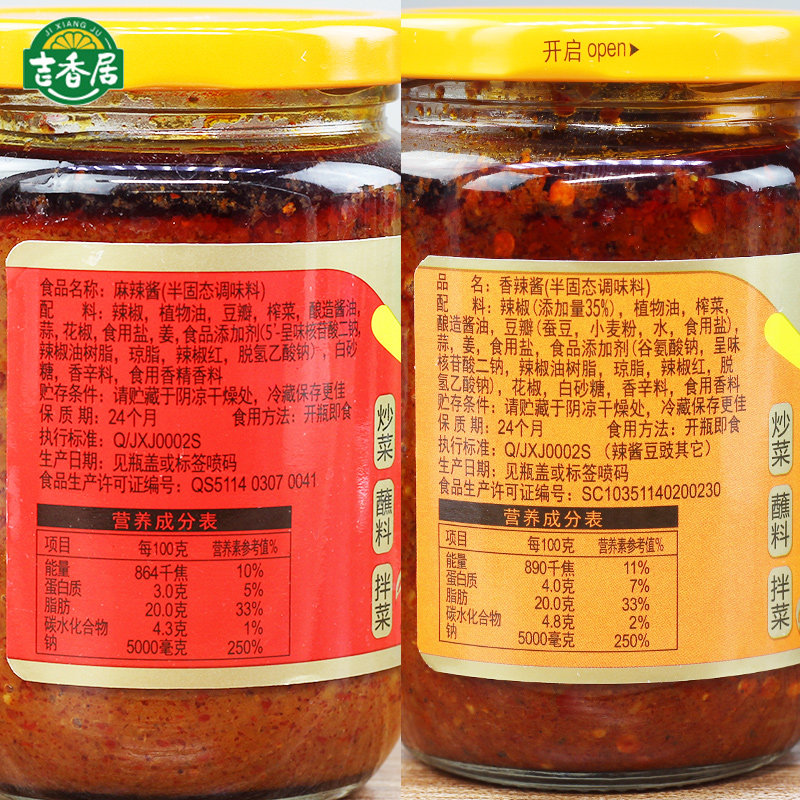 JI XIANG JU
吉香居
食品名称：麻辣酱(半固态调味料)
配　料：辣椒，植物油，豆瓣，榨菜，酿造酱油，
蒜，花椒，食用盐，姜，食品添加剂(5'-呈味核苷酸二钠，
辣椒油树脂，琼脂，辣椒红，脱氢乙酸钠)，白砂
糖，香辛料，食用香精香料
贮存条件：请贮藏于阴凉干燥处，冷藏保存更佳
保 质 期：24个月　食用方法：开瓶即食
执行标准：Q/JXJ0002S
生产日期：见瓶盖或标签喷码
食品生产许可证编号：QS5114 0307 0041
营养成分表
项目　每100克　营养素参考值%
能量　864千焦　10%
蛋白质　3.0克　5%
脂肪　20.0克　33%
碳水化合物　4.3克　1%
钠　5000毫克　250%
炒菜
蘸料
拌菜
开启 open
品　名：香辣酱(半固态调味料)
配　料：辣椒(添加量35%)，植物油，榨菜，
酿造酱油，豆瓣(蚕豆，小麦粉，水，食用盐)，
蒜，姜，食用盐，食品添加剂(谷氨酸钠，呈味
核苷酸二钠，辣椒油树脂，琼脂，辣椒红，脱
氢乙酸钠)，花椒，白砂糖，香辛料，食用香料
贮存条件：请贮藏于阴凉干燥处，冷藏保存更佳
保 质 期：24个月　食用方法：开瓶即食
执行标准：Q/JXJ0002S（辣酱豆豉其它）
生产日期：见瓶盖或标签喷码
食品生产许可证编号：SC10351140200230
营养成分表
项目　每100克　营养素参考值%
能量　890千焦　11%
蛋白质　4.0克　7%
脂肪　20.0克　33%
碳水化合物　4.8克　2%
钠　5000毫克　250%
炒菜
蘸料
拌菜